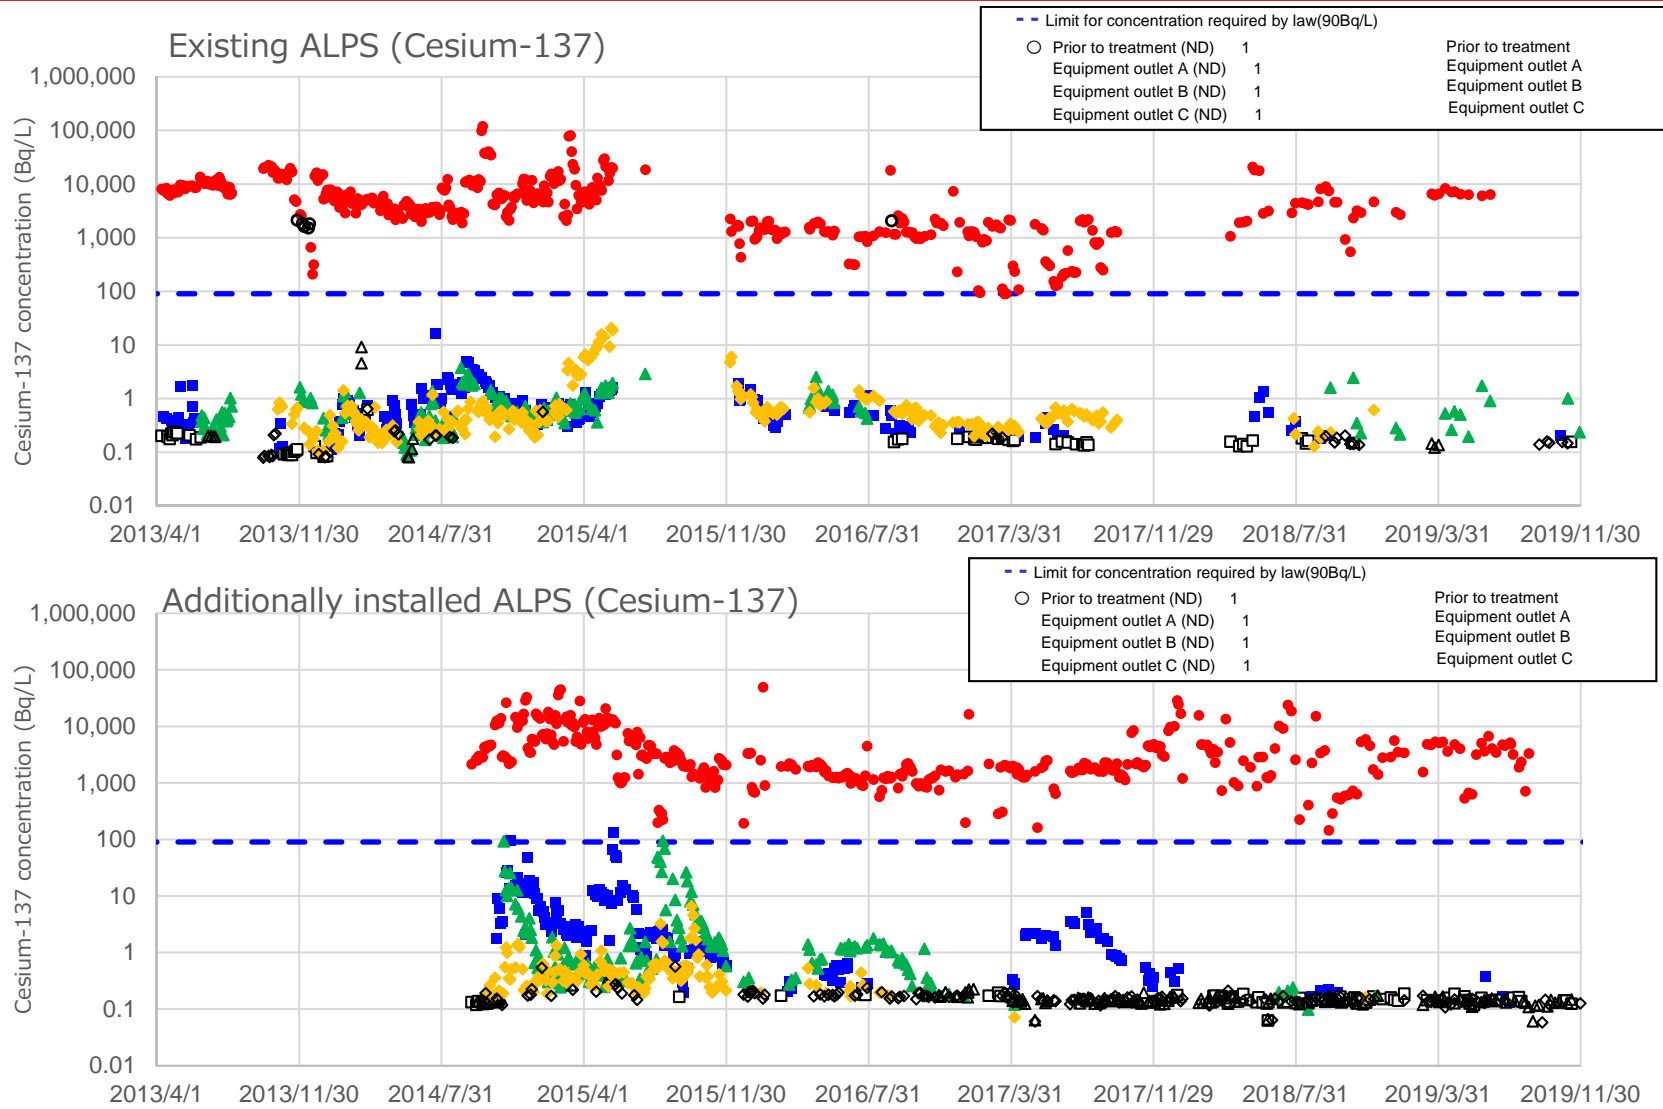 Existing ALPS (Cesium-137)
Limit for concentration required by law(90Bq/L)
Prior to treatment (ND) 1 Prior to treatment
Equipment outlet A (ND) 1 Equipment outlet A
Equipment outlet B (ND) 1 Equipment outlet B
Equipment outlet C (ND) 1 Equipment outlet C
Cesium-137 concentration (Bq/L)
1,000,000
100,000
10,000
1,000
100
10
1
0.1
0.01
2013/4/1 2013/11/30 2014/7/31 2015/4/1 2015/11/30 2016/7/31 2017/3/31 2017/11/29 2018/7/31 2019/3/31 2019/11/30
Additionally installed ALPS (Cesium-137)
Limit for concentration required by law(90Bq/L)
Prior to treatment (ND) 1 Prior to treatment
Equipment outlet A (ND) 1 Equipment outlet A
Equipment outlet B (ND) 1 Equipment outlet B
Equipment outlet C (ND) 1 Equipment outlet C
Cesium-137 concentration (Bq/L)
1,000,000
100,000
10,000
1,000
100
10
1
0.1
0.01
2013/4/1 2013/11/30 2014/7/31 2015/4/1 2015/11/30 2016/7/31 2017/3/31 2017/11/29 2018/7/31 2019/3/31 2019/11/30